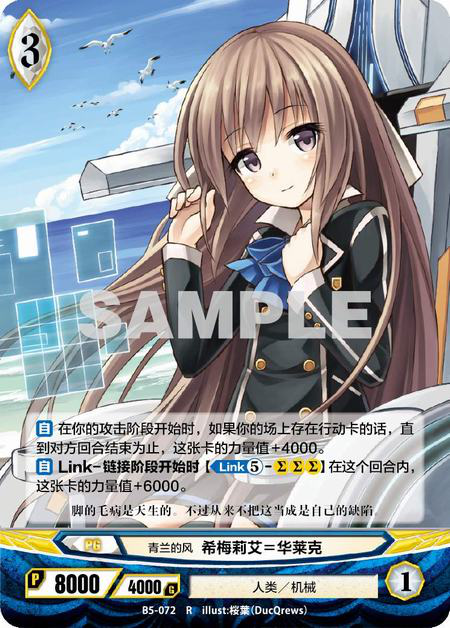 3
SAMPLE
自 在你的攻击阶段开始时，如果你的场上存在行动卡的话，直
到对方回合结束为止，这张卡的力量值+4000。
自 Link-链接阶段开始时【Link 5-ΣΣΣ】在这个回合内，
这张卡的力量值+6000。
脚的毛病是天生的。不过从来不把这当成是自己的缺陷。
PG 青兰的风 希梅莉艾＝华莱克
P 8000 / 4000 G 人类／机械 1
B5-072 R illust:桜葉(DucQrews)